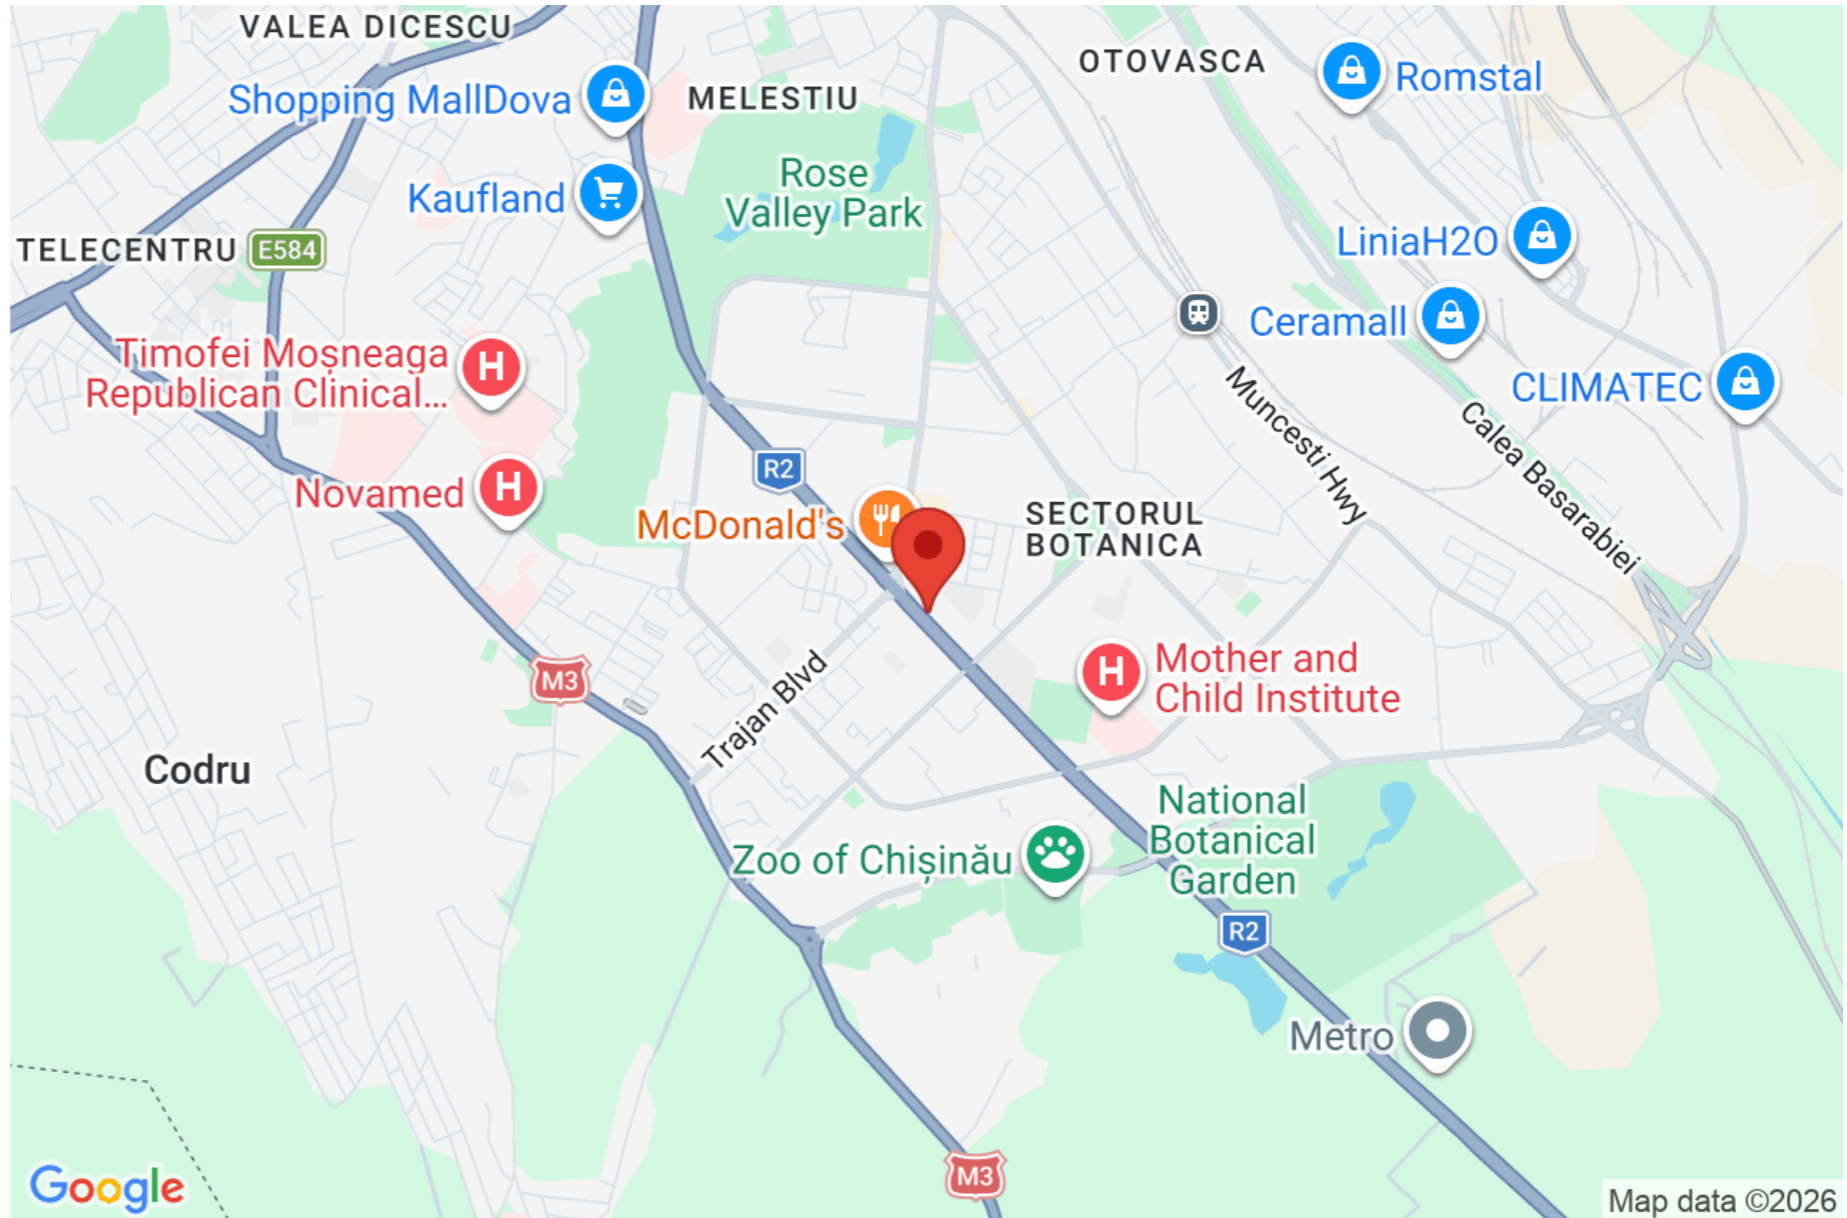 VALEA DICESCU
OTOVASCA
Romstal
Shopping MallDova
MELESTIU
Rose
Valley Park
Kaufland
TELECENTRU
E584
LiniaH2O
Ceramall
Timofei Moșneaga
Republican Clinical...
CLIMATEC
Muncesti Hwy
Calea Basarabiei
R2
Novamed
McDonald's
SECTORUL
BOTANICA
M3
Mother and
Child Institute
Trajan Blvd
Codru
National
Botanical
Garden
Zoo of Chișinău
R2
Metro
M3
Google
Map data ©2026